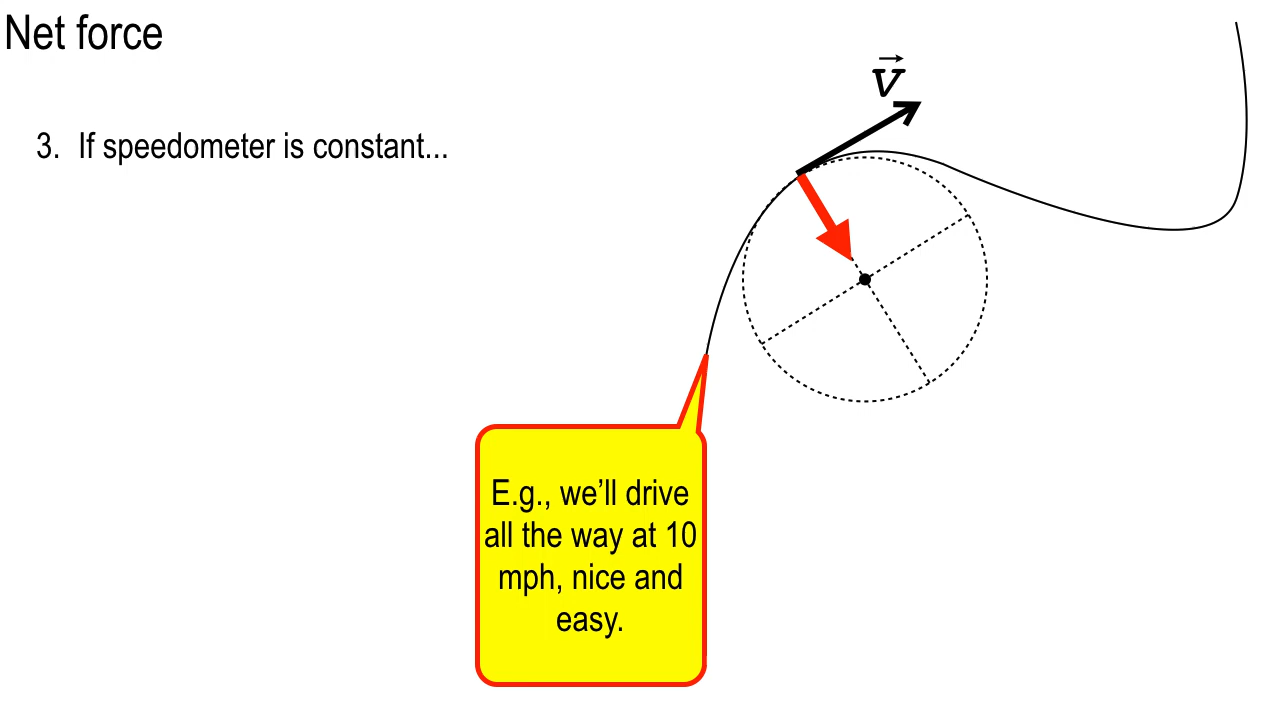 Net force
v⃗
3. If speedometer is constant...
E.g., we’ll drive
all the way at 10
mph, nice and
easy.